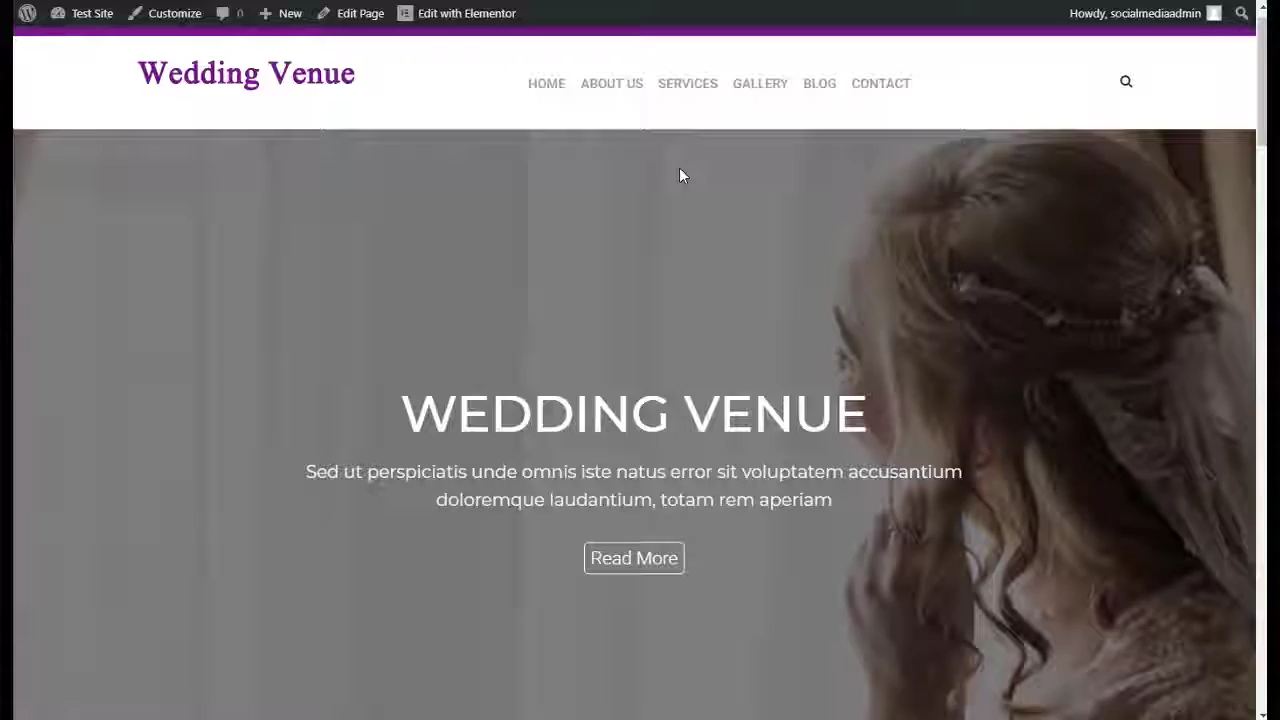 Test Site Customize 0 New Edit Page Edit with Elementor Howdy, socialmediaadmin
Wedding Venue
HOME ABOUT US SERVICES GALLERY BLOG CONTACT
WEDDING VENUE
Sed ut perspiciatis unde omnis iste natus error sit voluptatem accusantium
doloremque laudantium, totam rem aperiam
Read More